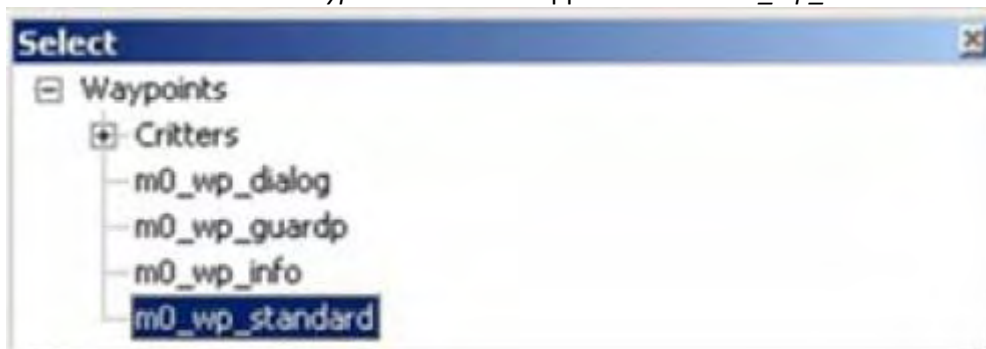 Select
Waypoints
Critters
m0_wp_dialog
m0_wp_guardp
m0_wp_info
m0_wp_standard